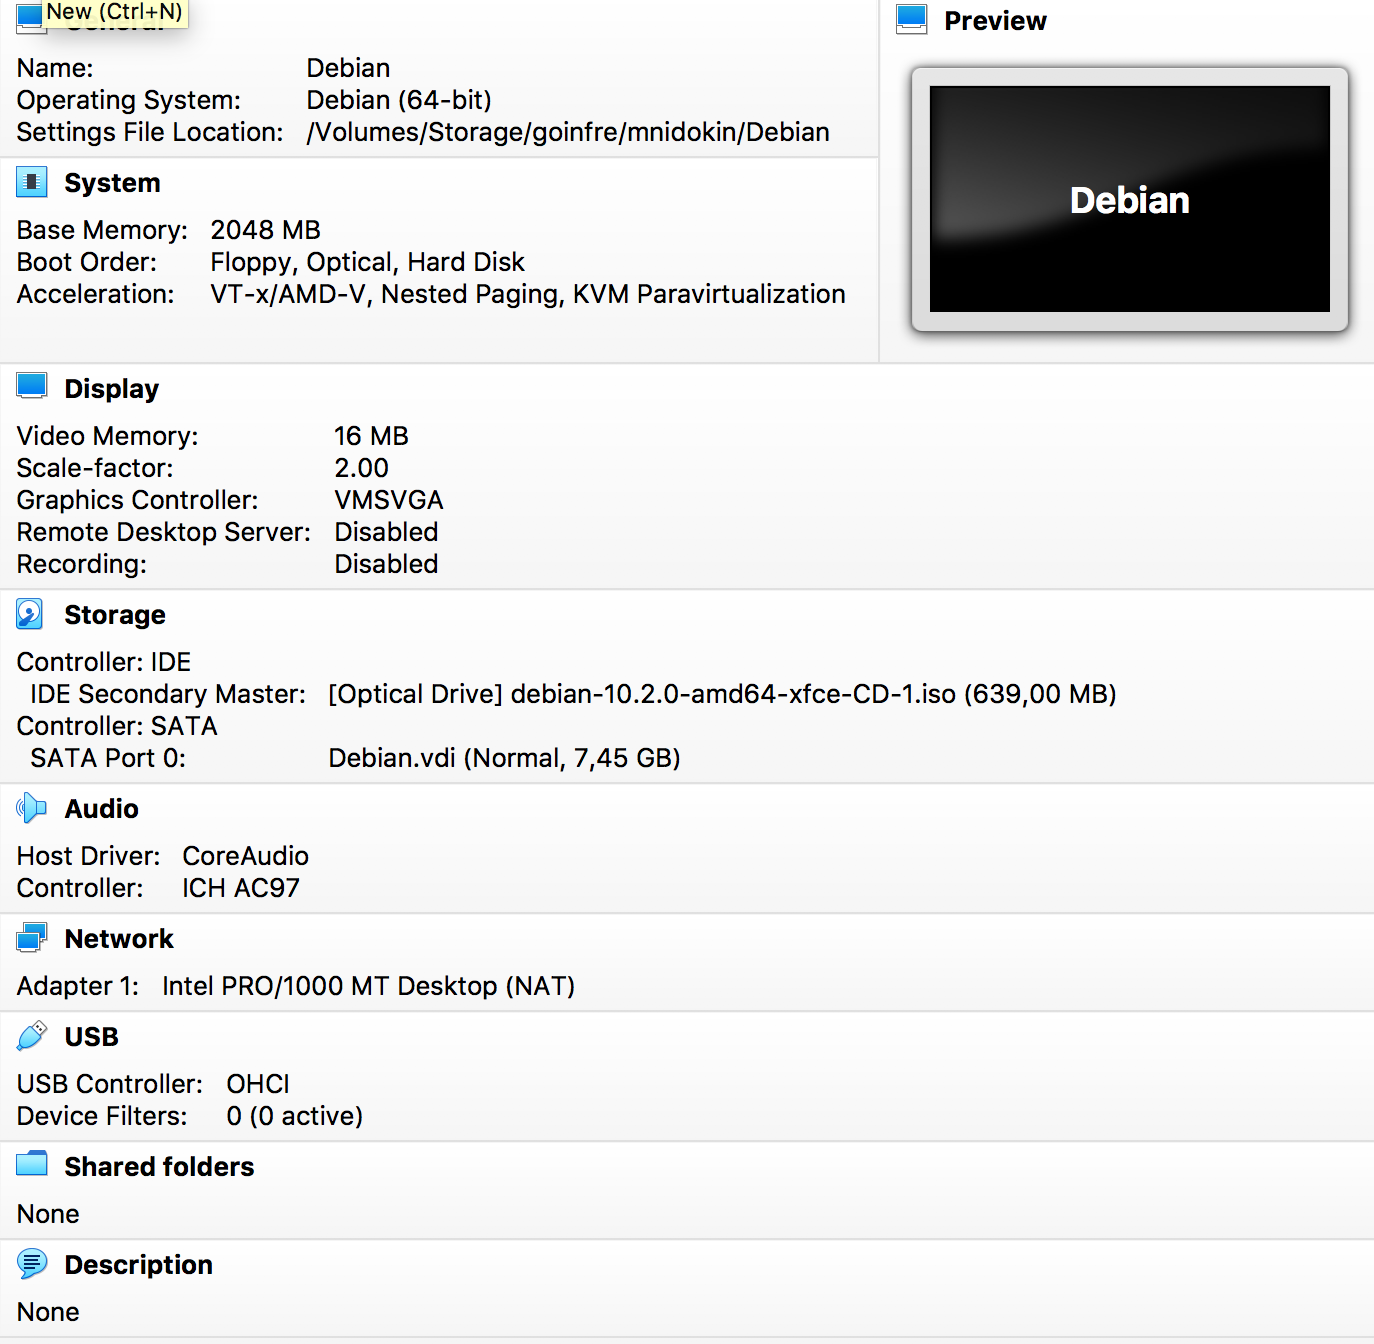 New (Ctrl+N)
General
Name: Debian
Operating System: Debian (64-bit)
Settings File Location: /Volumes/Storage/goinfre/mnidokin/Debian
System
Base Memory: 2048 MB
Boot Order: Floppy, Optical, Hard Disk
Acceleration: VT-x/AMD-V, Nested Paging, KVM Paravirtualization
Preview
Debian
Display
Video Memory: 16 MB
Scale-factor: 2.00
Graphics Controller: VMSVGA
Remote Desktop Server: Disabled
Recording: Disabled
Storage
Controller: IDE
IDE Secondary Master: [Optical Drive] debian-10.2.0-amd64-xfce-CD-1.iso (639,00 MB)
Controller: SATA
SATA Port 0: Debian.vdi (Normal, 7,45 GB)
Audio
Host Driver: CoreAudio
Controller: ICH AC97
Network
Adapter 1: Intel PRO/1000 MT Desktop (NAT)
USB
USB Controller: OHCI
Device Filters: 0 (0 active)
Shared folders
None
Description
None